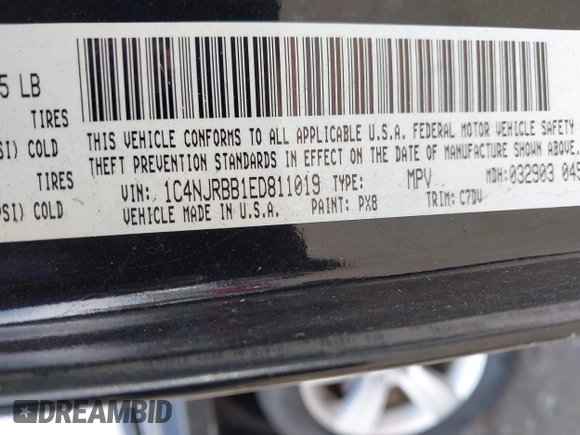 5 LB
TIRES
SI) COLD
TIRES
PSI) COLD
THIS VEHICLE CONFORMS TO ALL APPLICABLE U.S.A. FEDERAL MOTOR VEHICLE SAFETY
THEFT PREVENTION STANDARDS IN EFFECT ON THE DATE OF MANUFACTURE SHOWN ABOVE.
VIN: 1C4NJRBB1ED811019 TYPE: MPV MDH: 032903 045
VEHICLE MADE IN U.S.A. PAINT: PX8 TRIM: C7DV
DREAMBID